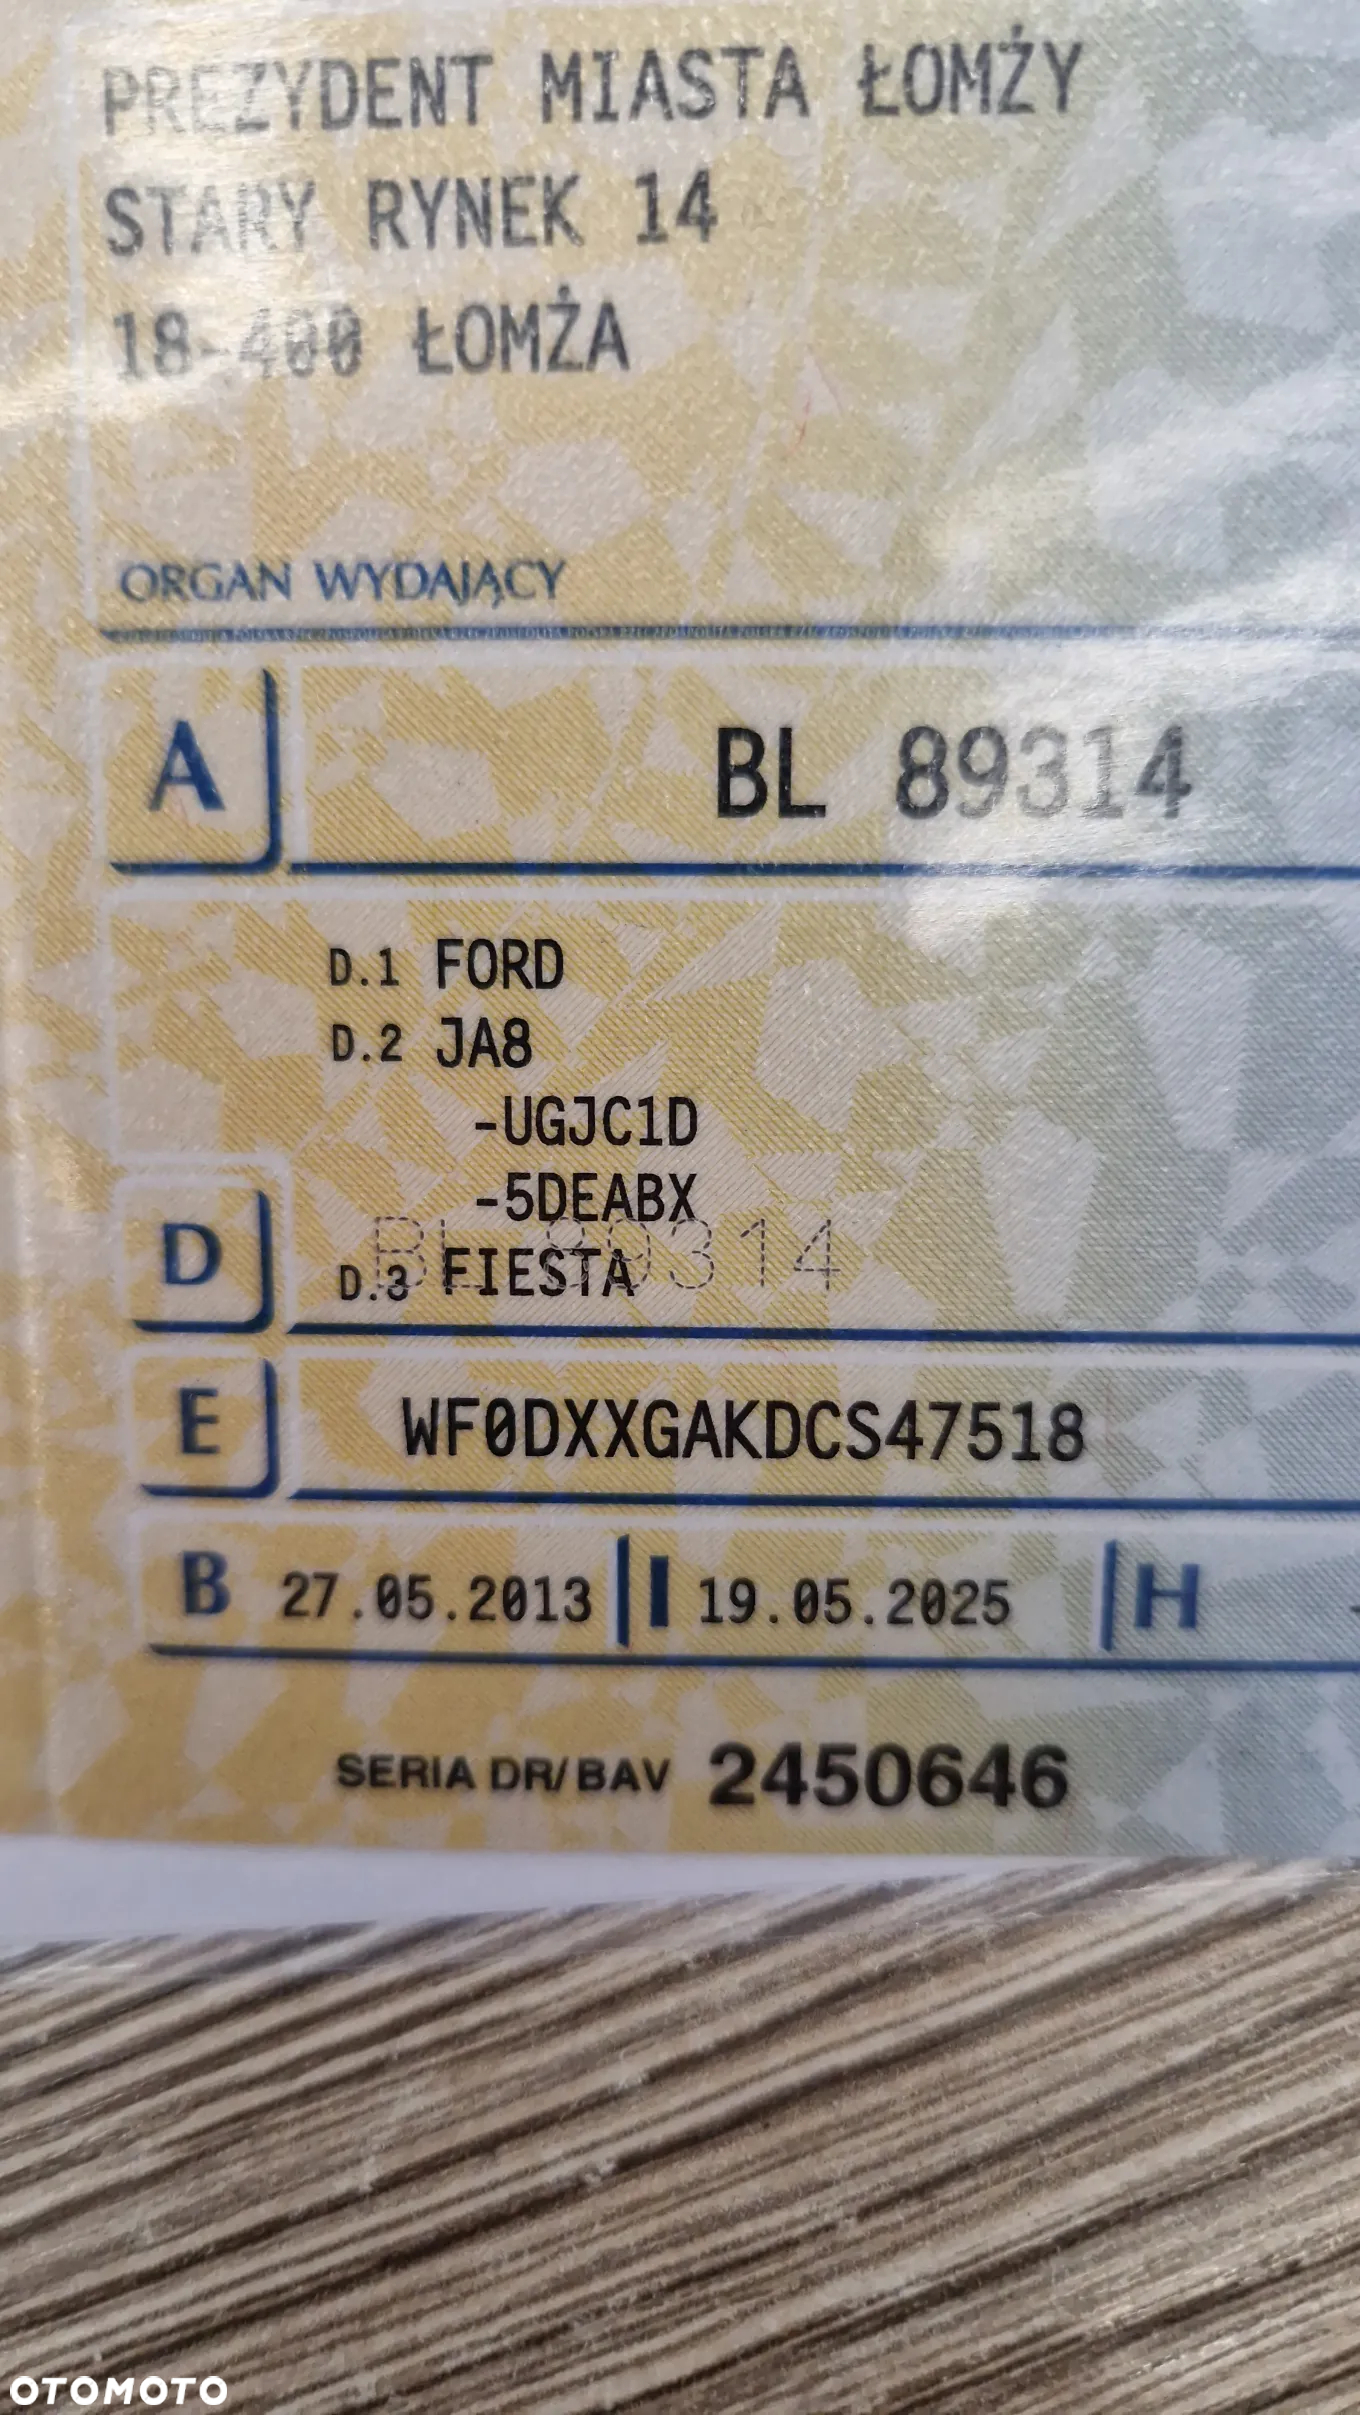 PREZYDENT MIASTA ŁOMŻY
STARY RYNEK 14
18-400 ŁOMŻA
ORGAN WYDAJĄCY
A BL 89314
D.1 FORD
D.2 JA8
-UGJC1D
-5DEABX
BL 89314
D D.3 FIESTA
E WF0DXXGAKDCS47518
B 27.05.2013 I 19.05.2025 H
SERIA DR/BAV 2450646
OTOMOTO